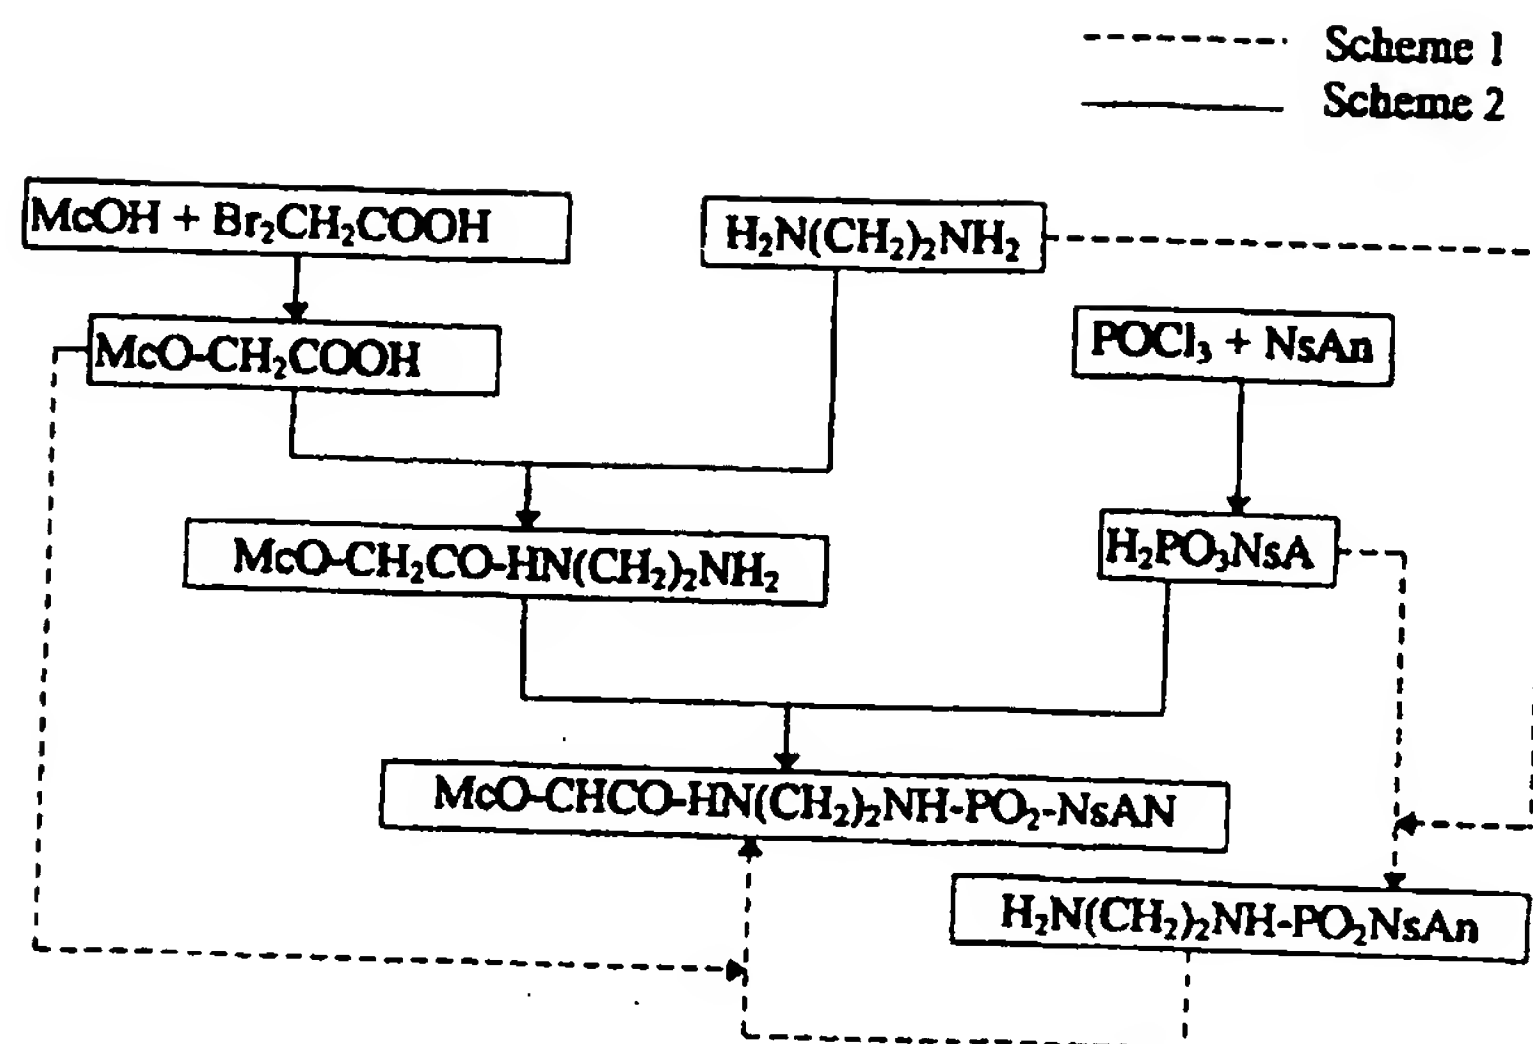 Scheme 1
Scheme 2
McOH + Br₂CH₂COOH
H₂N(CH₂)₂NH₂
POCl₃ + NsAn
McO-CH₂COOH
H₂PO₃NsA
McO-CH₂CO-HN(CH₂)₂NH₂
McO-CHCO-HN(CH₂)₂NH-PO₂-NsAN
H₂N(CH₂)₂NH-PO₂NsAn